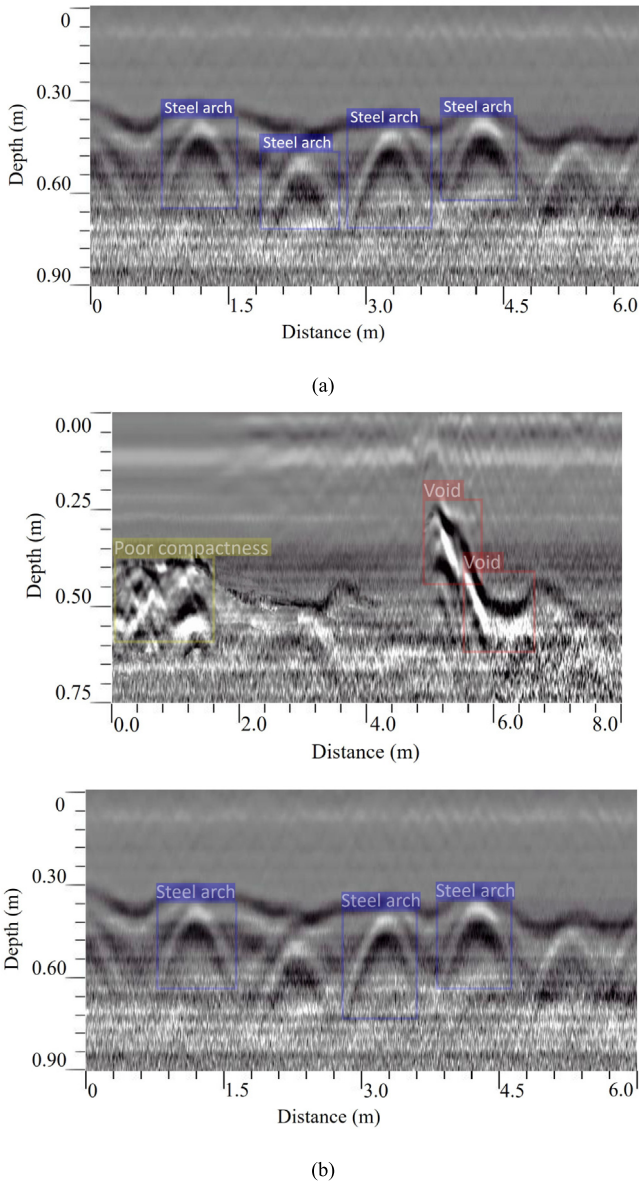 0
Steel arch
Steel arch
Steel arch
Steel arch
0.30
0.60
0.90
Depth (m)
0 1.5 3.0 4.5 6.0
Distance (m)
(a)
0.00
0.25
0.50
0.75
Depth (m)
Void
Void
Poor compactness
0.0 2.0 4.0 6.0 8.0
Distance (m)
0
0.30
0.60
0.90
Depth (m)
Steel arch
Steel arch
Steel arch
0 1.5 3.0 4.5 6.0
Distance (m)
(b)